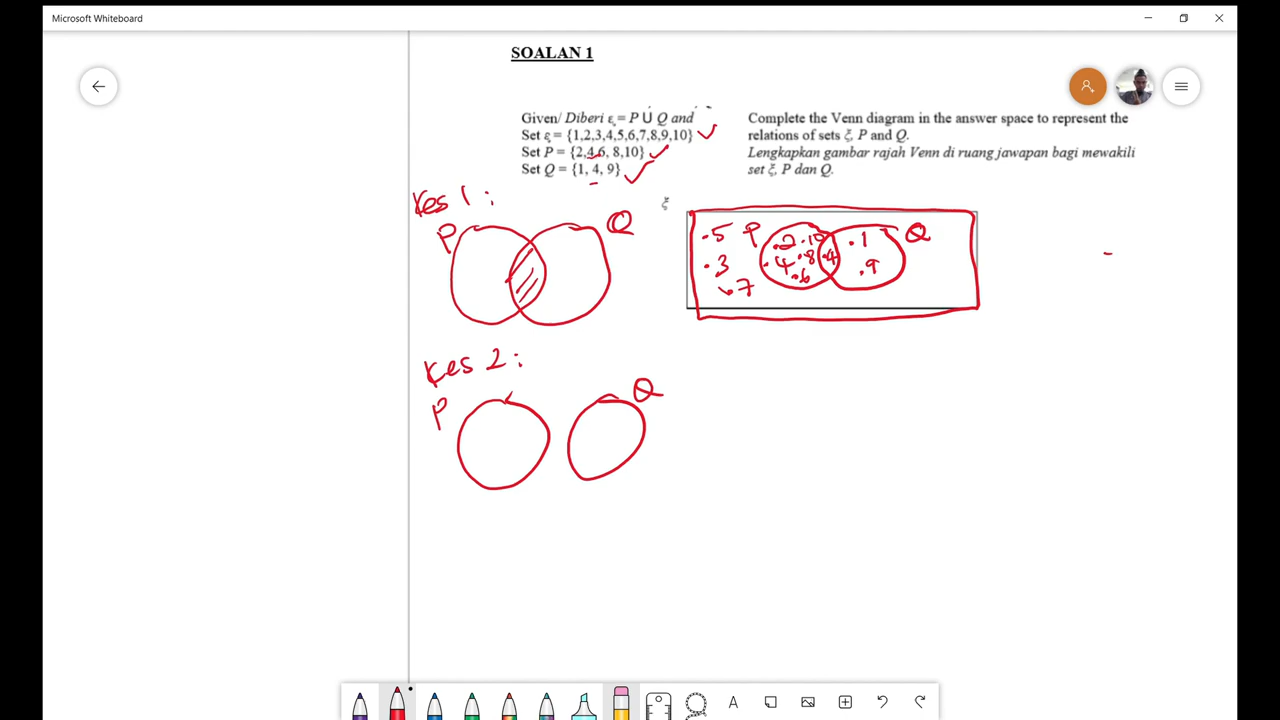 Microsoft Whiteboard
SOALAN 1
Given/ Diberi ξ = P ∪ Q and
Set ξ = {1,2,3,4,5,6,7,8,9,10}
Set P = {2,4,6, 8,10}
Set Q = {1, 4, 9}
Complete the Venn diagram in the answer space to represent the
relations of sets ξ, P and Q.
Lengkapkan gambar rajah Venn di ruang jawapan bagi mewakili
set ξ, P dan Q.
Kes 1:
P Q
ξ
.5 P .2 .10 .1 Q
.3 .4 .8 .4 .9
.7 .6
Kes 2:
P Q
A